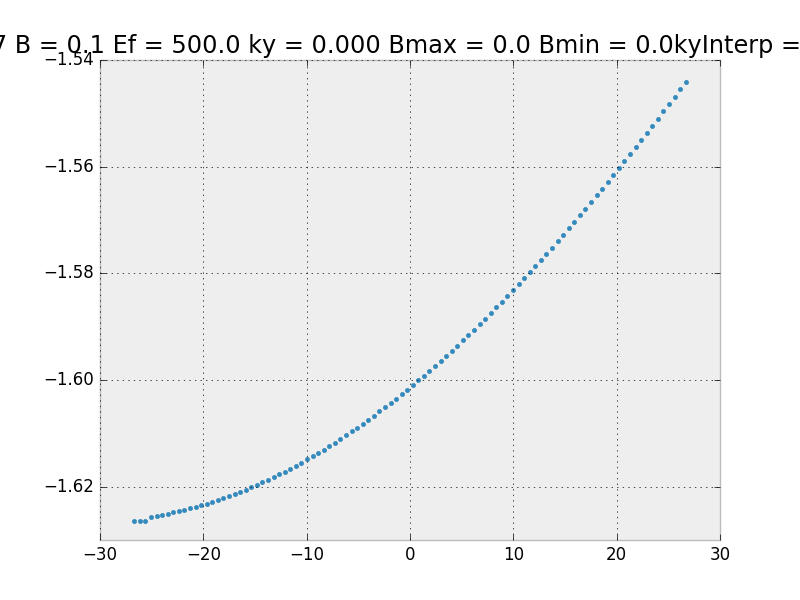 7 B = 0.1 Ef = 500.0 ky = 0.000 Bmax = 0.0 Bmin = 0.0kyInterp =
−1.54
−1.56
−1.58
−1.60
−1.62
−30 −20 −10 0 10 20 30